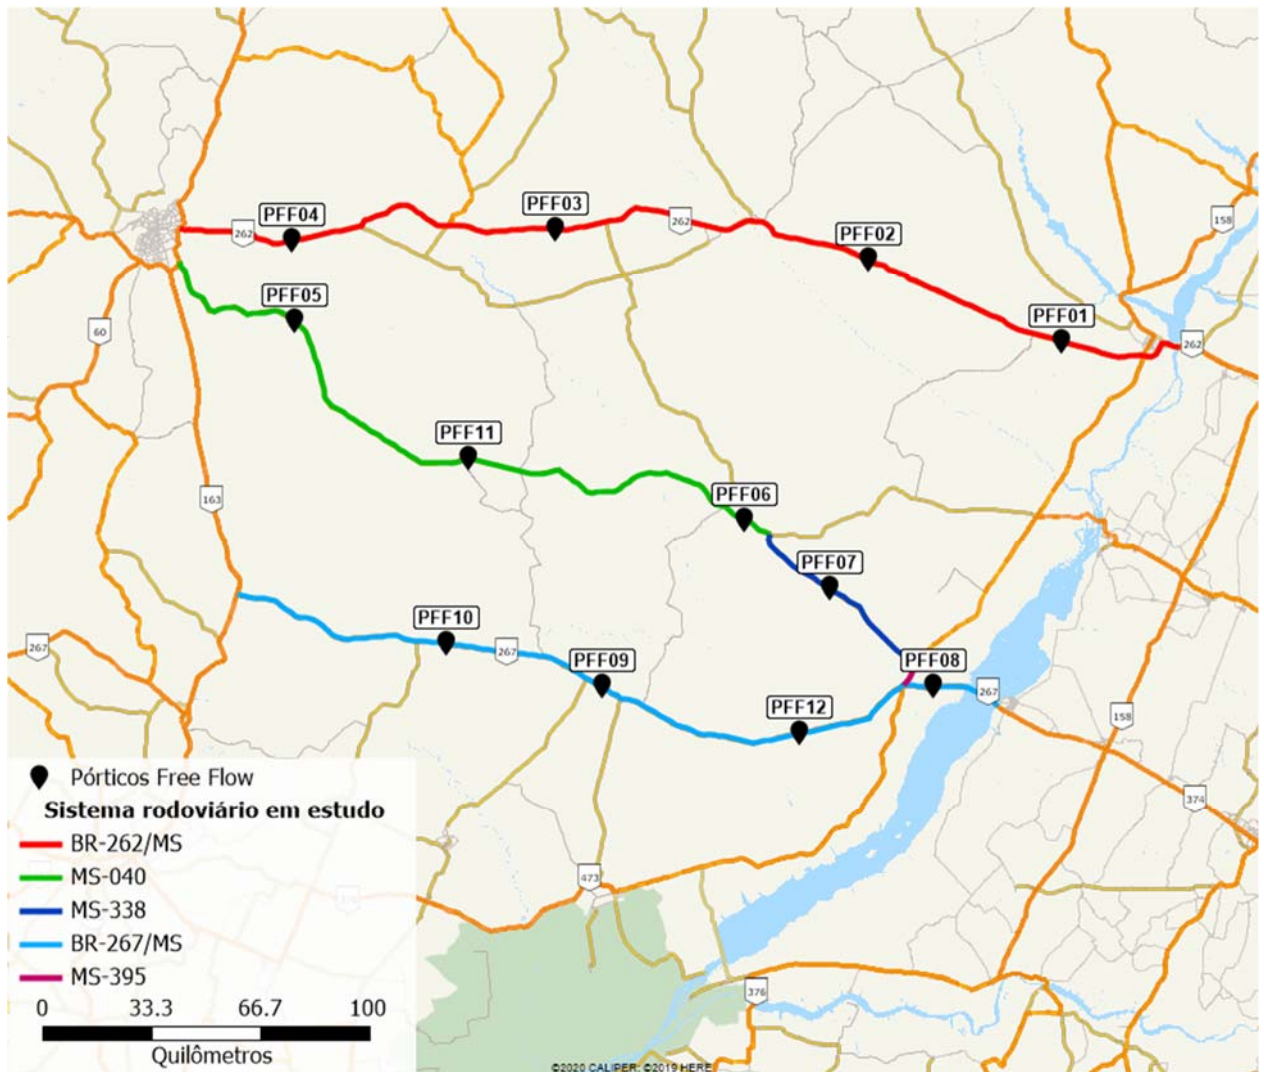 158
PFF04
PFF03
262
262
PFF02
PFF05
PFF01
60
262
PFF11
163
PFF06
PFF07
PFF10
267
267
PFF09
PFF08
267
PFF12
158
374
Pórticos Free Flow
Sistema rodoviário em estudo
BR-262/MS
MS-040
MS-338
BR-267/MS
MS-395
473
376
0 33.3 66.7 100
Quilômetros
©2020 CALIPER; ©2019 HERE